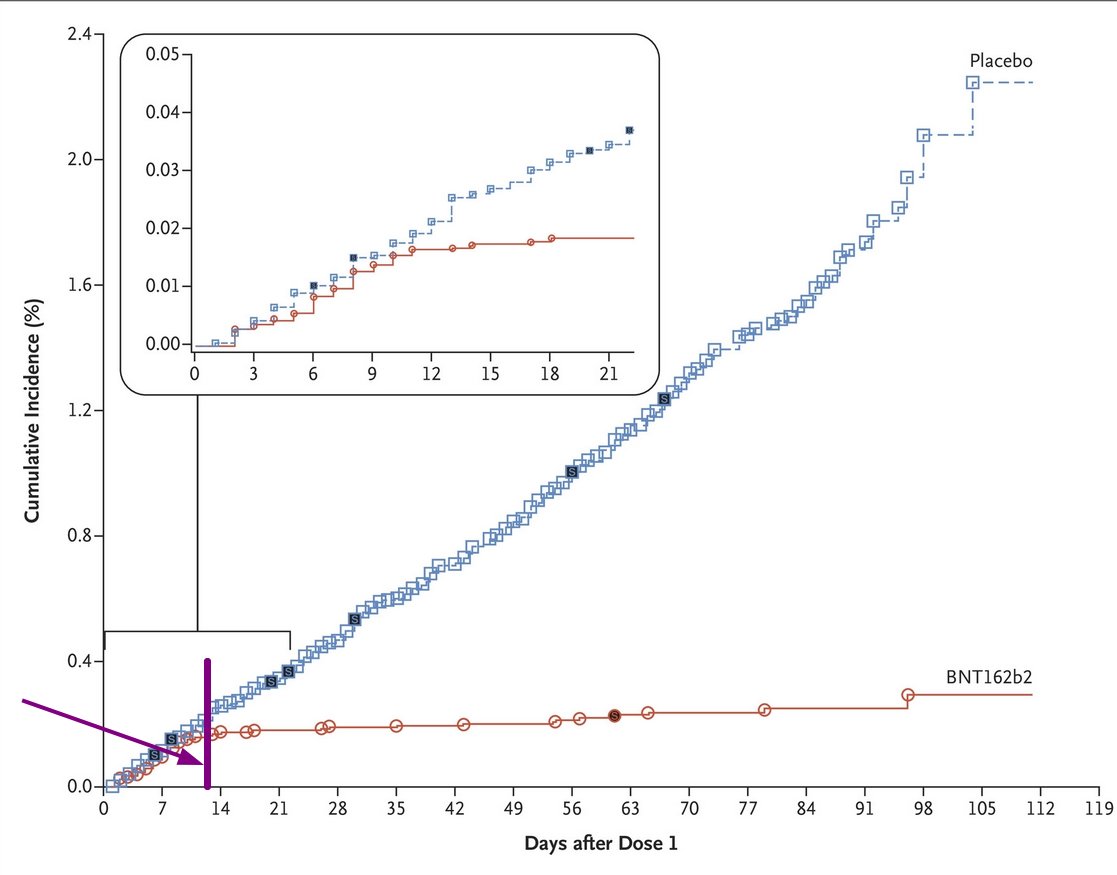 2.4
Placebo
0.05
0.04
0.03
0.02
0.01
0.00
0 3 6 9 12 15 18 21
2.0
1.6
1.2
0.8
0.4
0.0
Cumulative Incidence (%)
S S S S S S S S
BNT162b2
0 7 14 21 28 35 42 49 56 63 70 77 84 91 98 105 112 119
Days after Dose 1